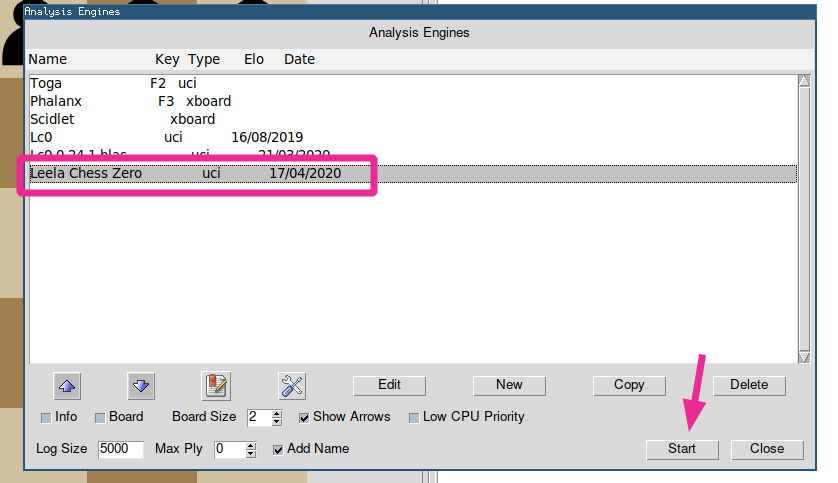 Analysis Engines
Analysis Engines
Name Key Type Elo Date
Toga F2 uci
Phalanx F3 xboard
Scidlet xboard
Lc0 uci 16/08/2019
Lc0 0.24.1 blas uci 21/03/2020
Leela Chess Zero uci 17/04/2020
Edit New Copy Delete
Info Board Board Size 2 Show Arrows Low CPU Priority
Log Size 5000 Max Ply 0 Add Name Start Close